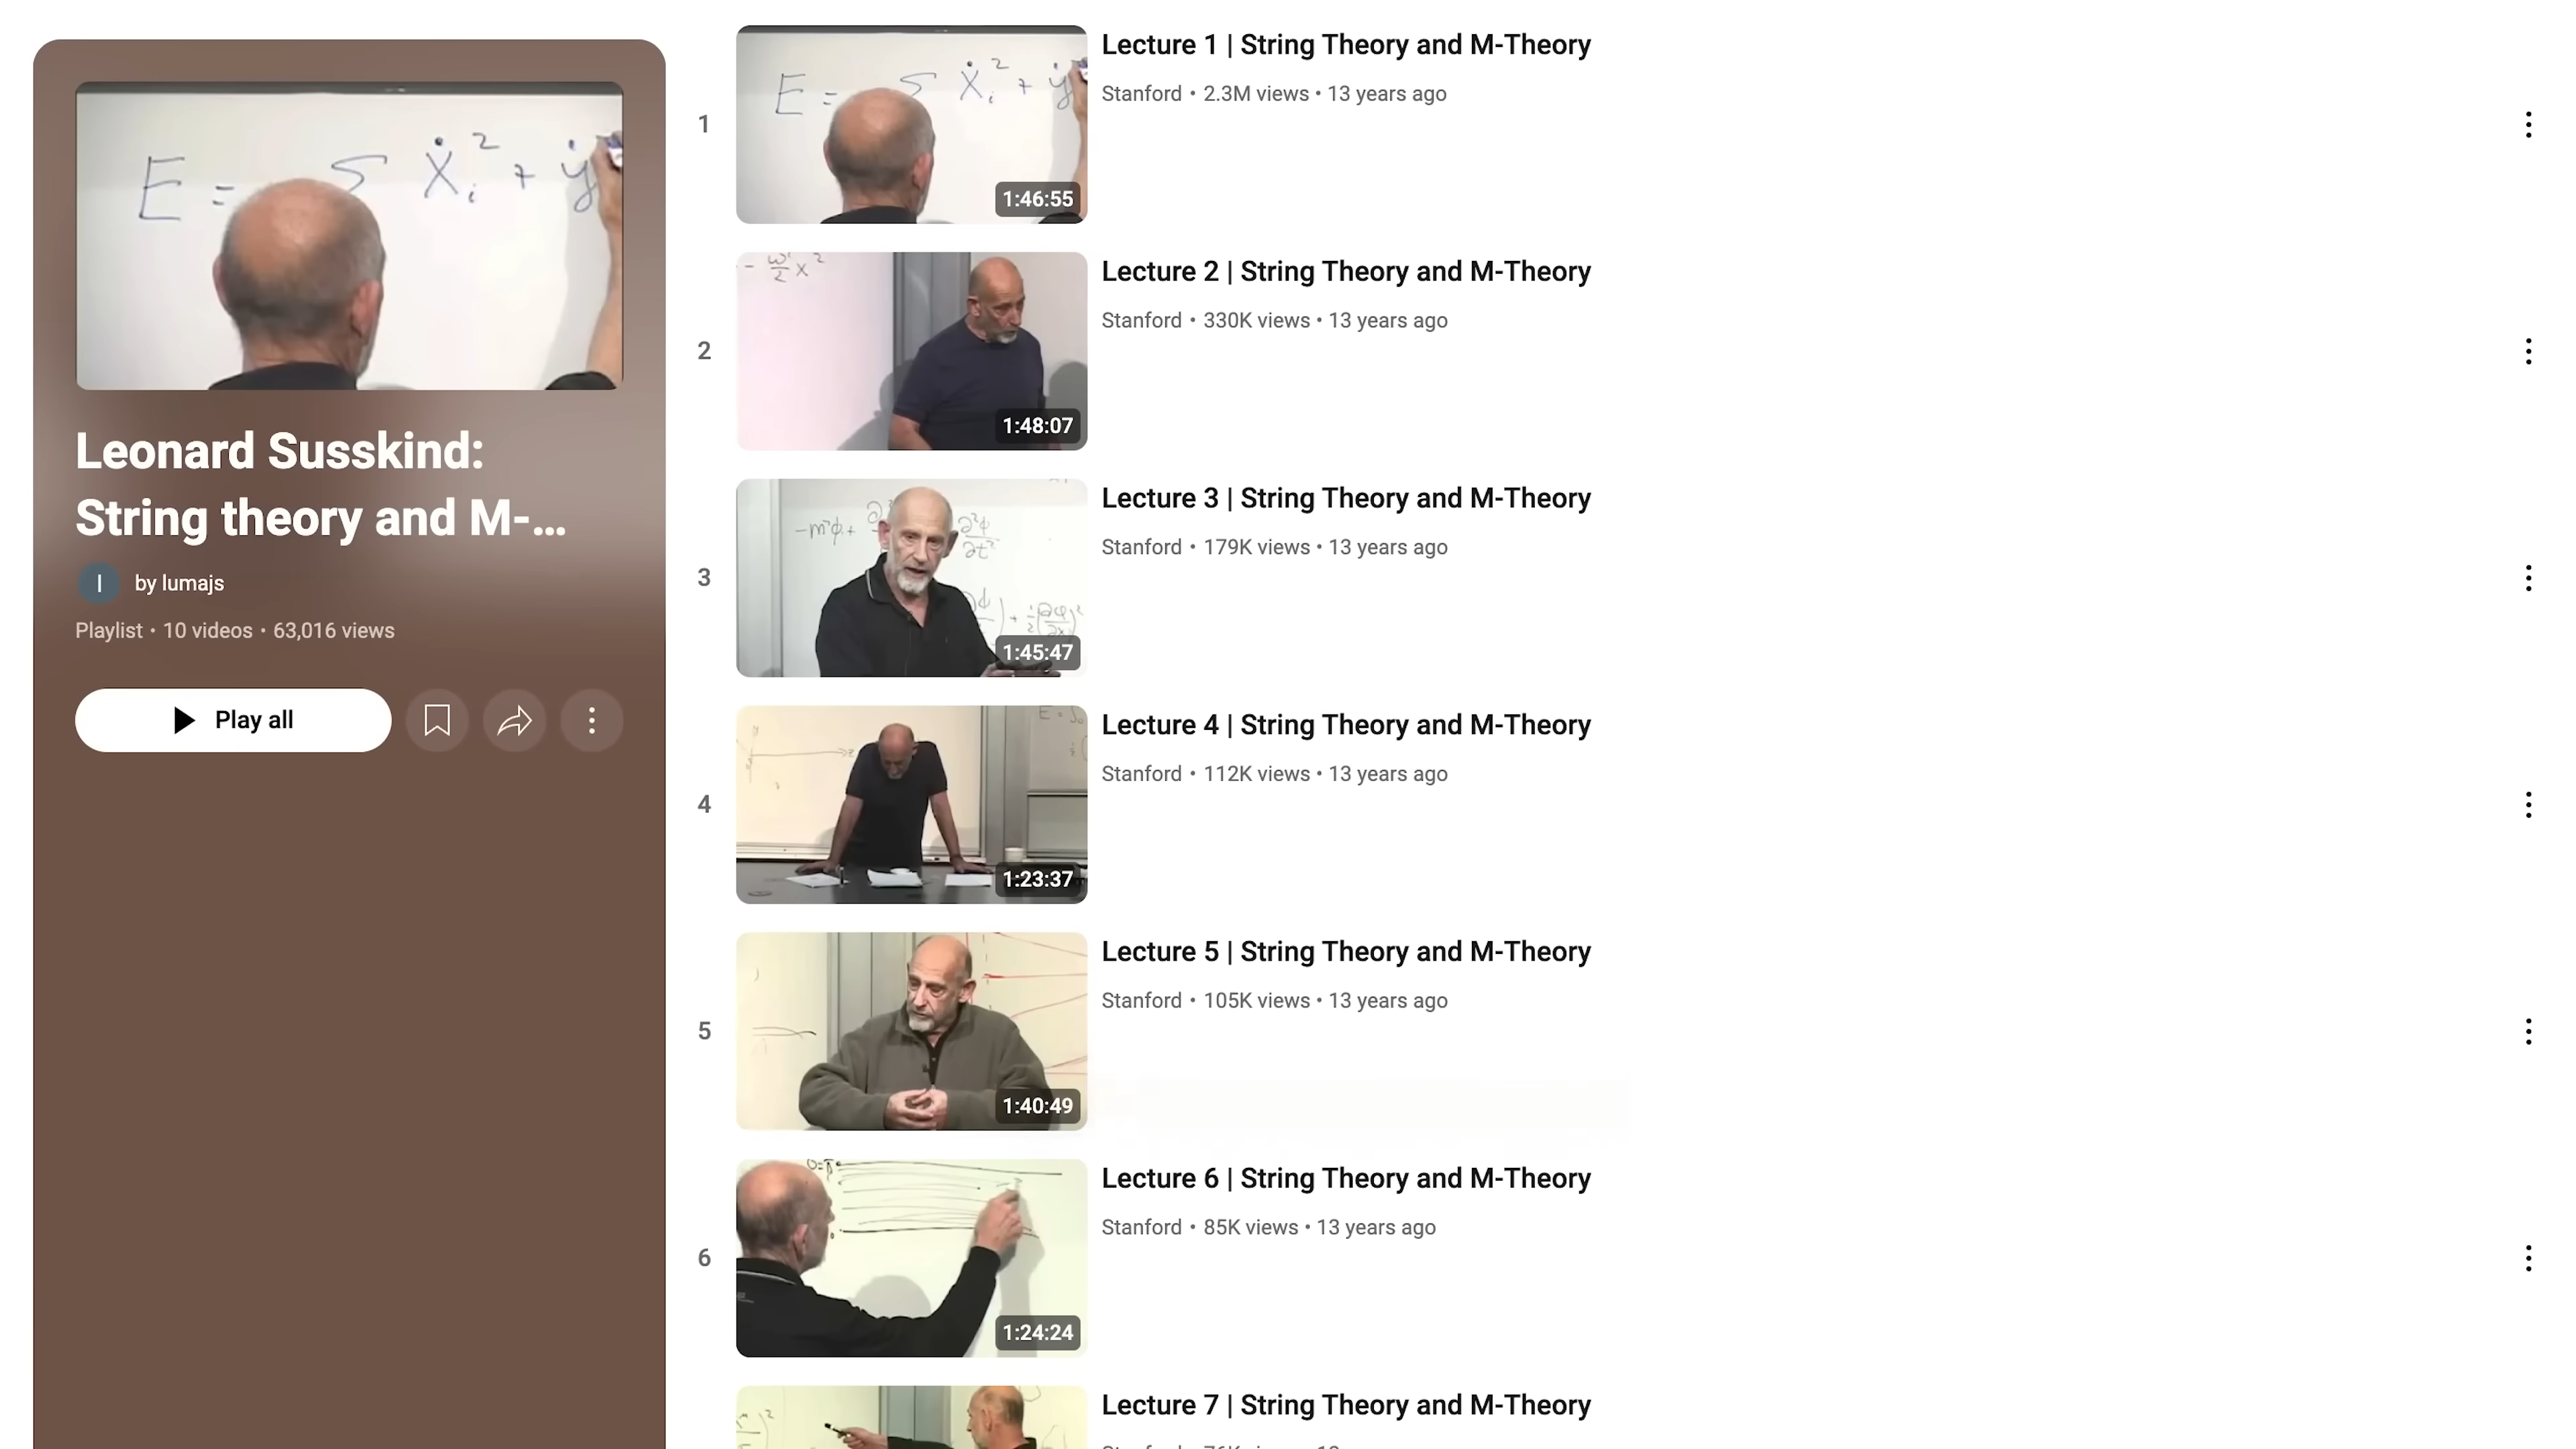 Leonard Susskind:
String theory and M-...
l
by lumajs
Playlist • 10 videos • 63,016 views
Play all
1
1:46:55
Lecture 1 | String Theory and M-Theory
Stanford • 2.3M views • 13 years ago
2
1:48:07
Lecture 2 | String Theory and M-Theory
Stanford • 330K views • 13 years ago
3
1:45:47
Lecture 3 | String Theory and M-Theory
Stanford • 179K views • 13 years ago
4
1:23:37
Lecture 4 | String Theory and M-Theory
Stanford • 112K views • 13 years ago
5
1:40:49
Lecture 5 | String Theory and M-Theory
Stanford • 105K views • 13 years ago
6
1:24:24
Lecture 6 | String Theory and M-Theory
Stanford • 85K views • 13 years ago
Lecture 7 | String Theory and M-Theory